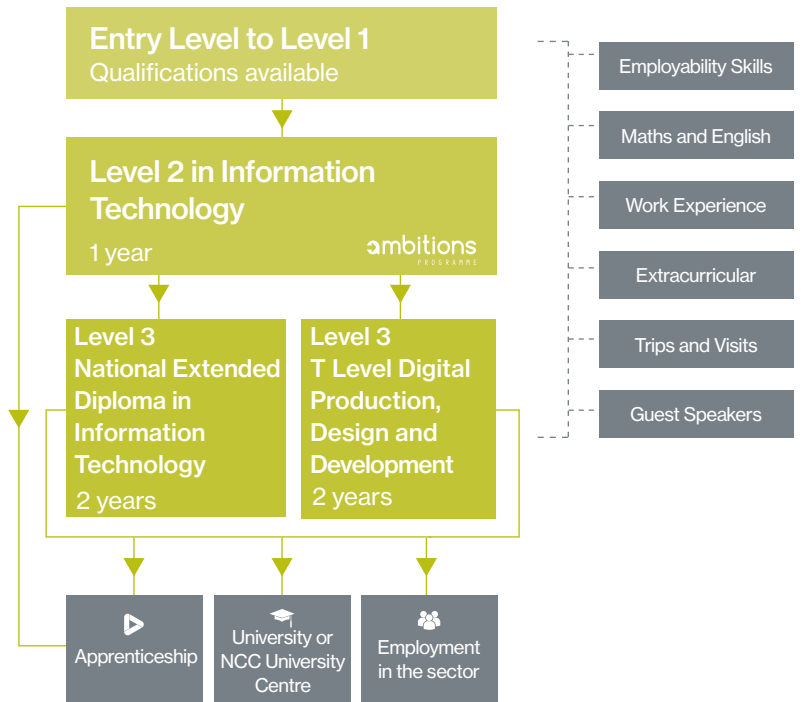 Entry Level to Level 1
Qualifications available
Level 2 in Information
Technology
1 year
ambitions
PROGRAMME
Level 3
National Extended
Diploma in
Information
Technology
2 years
Level 3
T Level Digital
Production,
Design and
Development
2 years
Apprenticeship
University or
NCC University
Centre
Employment
in the sector
Employability Skills
Maths and English
Work Experience
Extracurricular
Trips and Visits
Guest Speakers